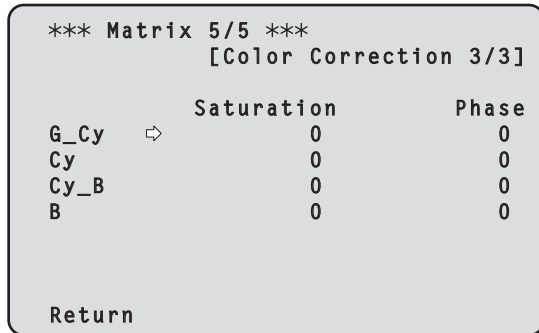 *** Matrix 5/5 ***
[Color Correction 3/3]
Saturation Phase
G_Cy ⇨ 0 0
Cy 0 0
Cy_B 0 0
B 0 0
Return